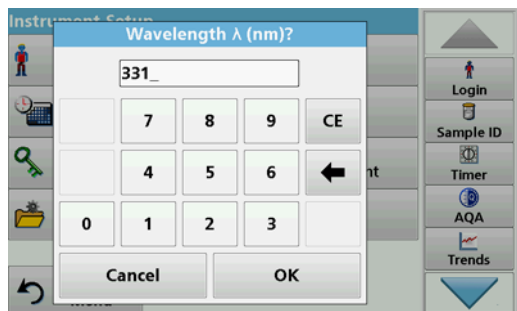 Instrument Setup
Wavelength λ (nm)?
331_
7 8 9 CE
4 5 6
0 1 2 3
Cancel OK
Menu
Login
Sample ID
Timer
AQA
Trends